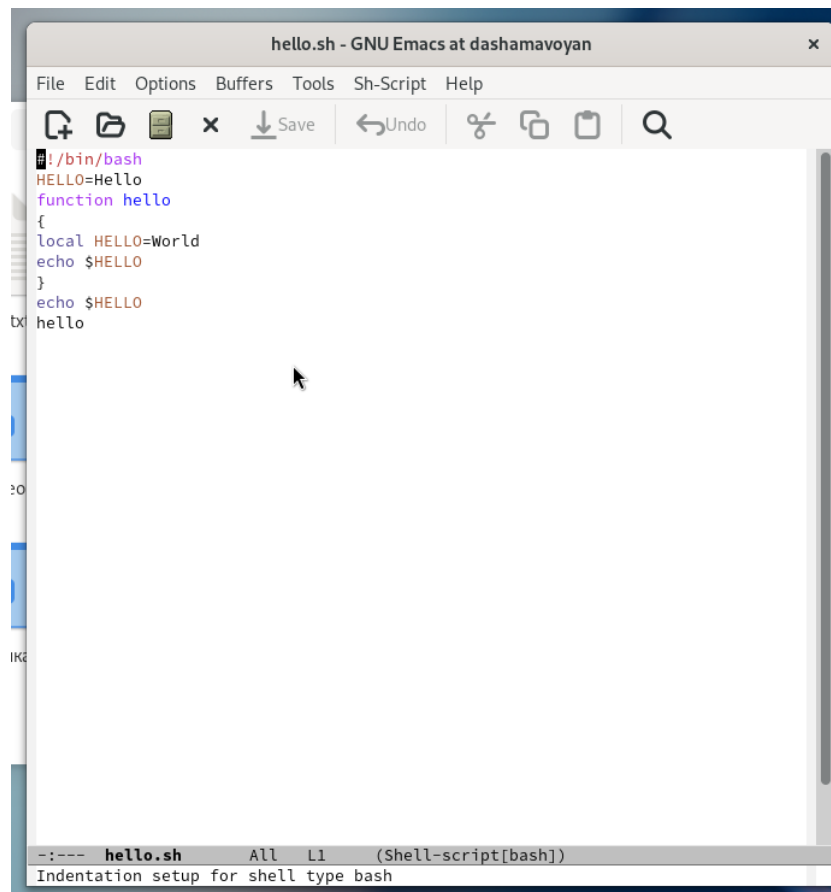 hello.sh - GNU Emacs at dashamavoyan ×
File Edit Options Buffers Tools Sh-Script Help
Save Undo
#!/bin/bash
HELLO=Hello
function hello
{
local HELLO=World
echo $HELLO
}
echo $HELLO
hello
-:--- hello.sh All L1 (Shell-script[bash])
Indentation setup for shell type bash